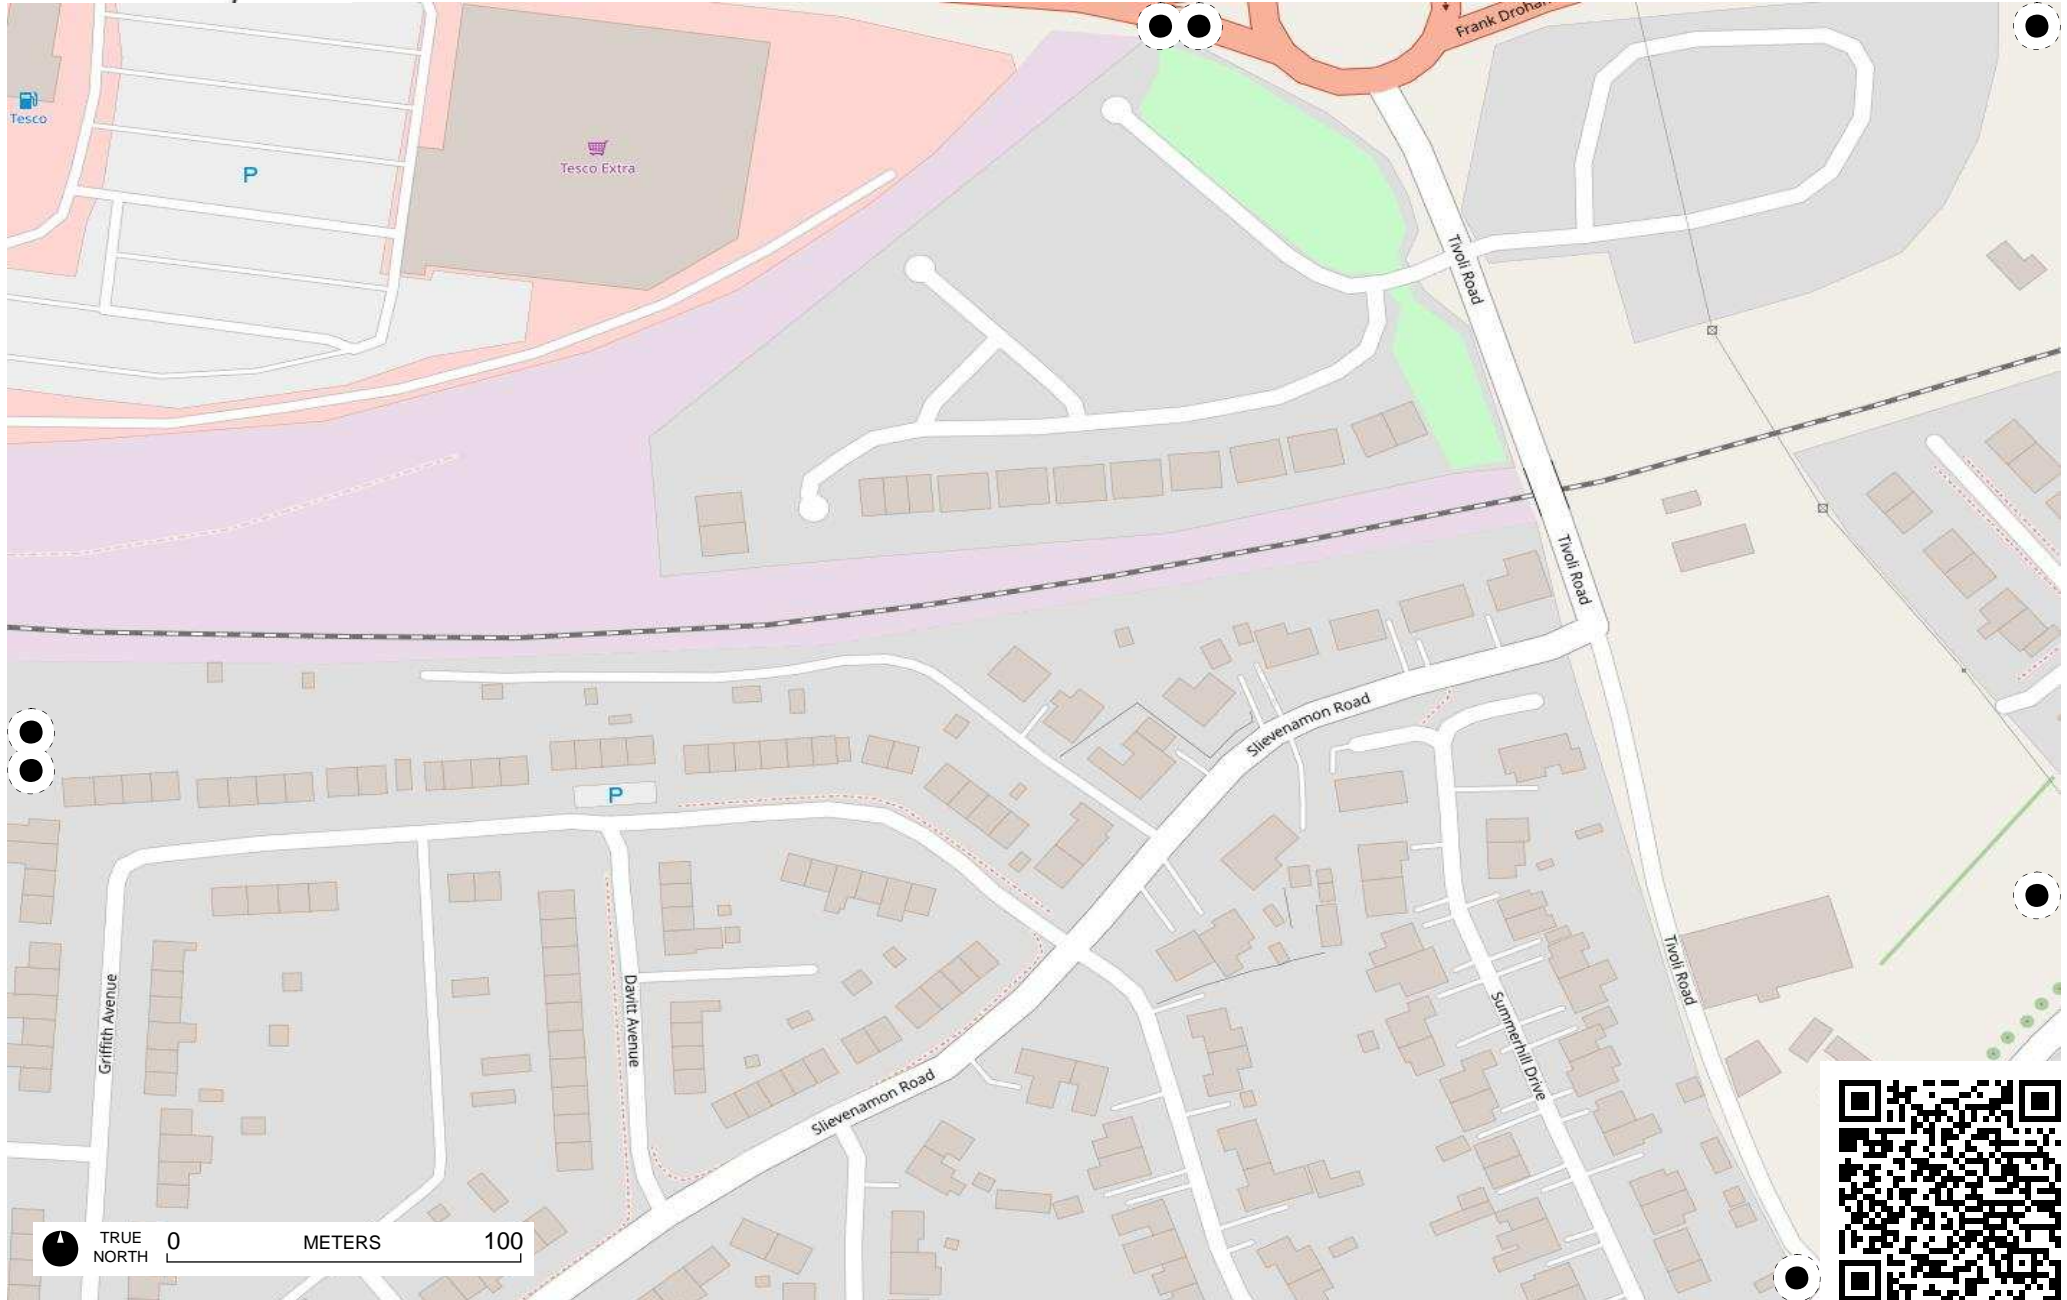 Frank Drohan
Tesco
P
Tesco Extra
Tivoli Road
Tivoli Road
Slievenamon Road
P
Tivoli Road
Griffith Avenue
Davitt Avenue
Summerhill Drive
Slievenamon Road
TRUE NORTH
0 METERS 100